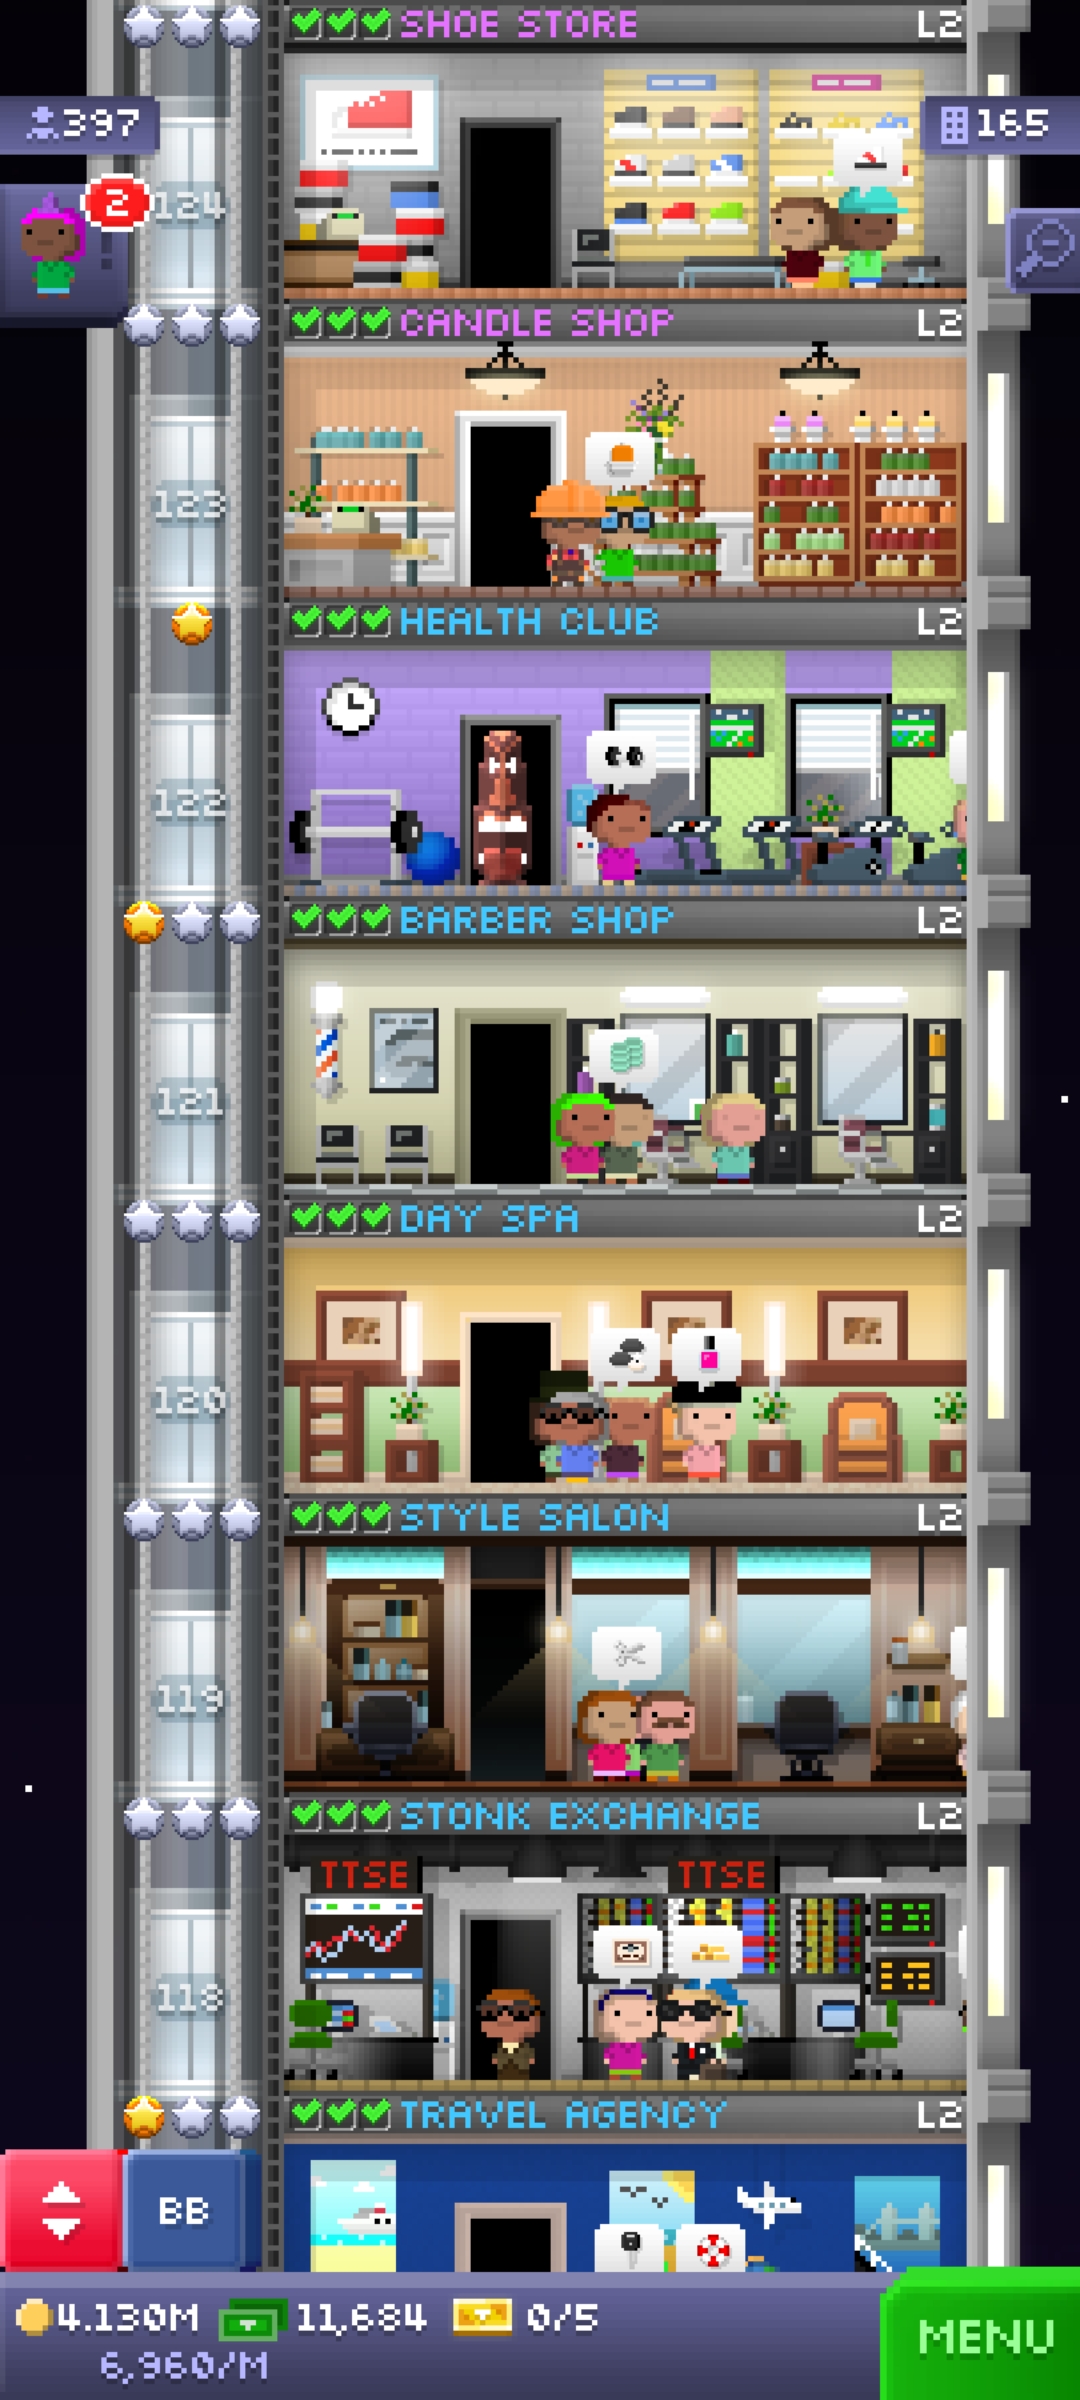 SHOE STORE L2
397
165
2
124
CANDLE SHOP L2
123
HEALTH CLUB L2
122
BARBER SHOP L2
121
DAY SPA L2
120
STYLE SALON L2
119
STONK EXCHANGE L2
TTSE TTSE
118
TRAVEL AGENCY L2
BB
4.130M 11,684 0/5
6,960/M
MENU